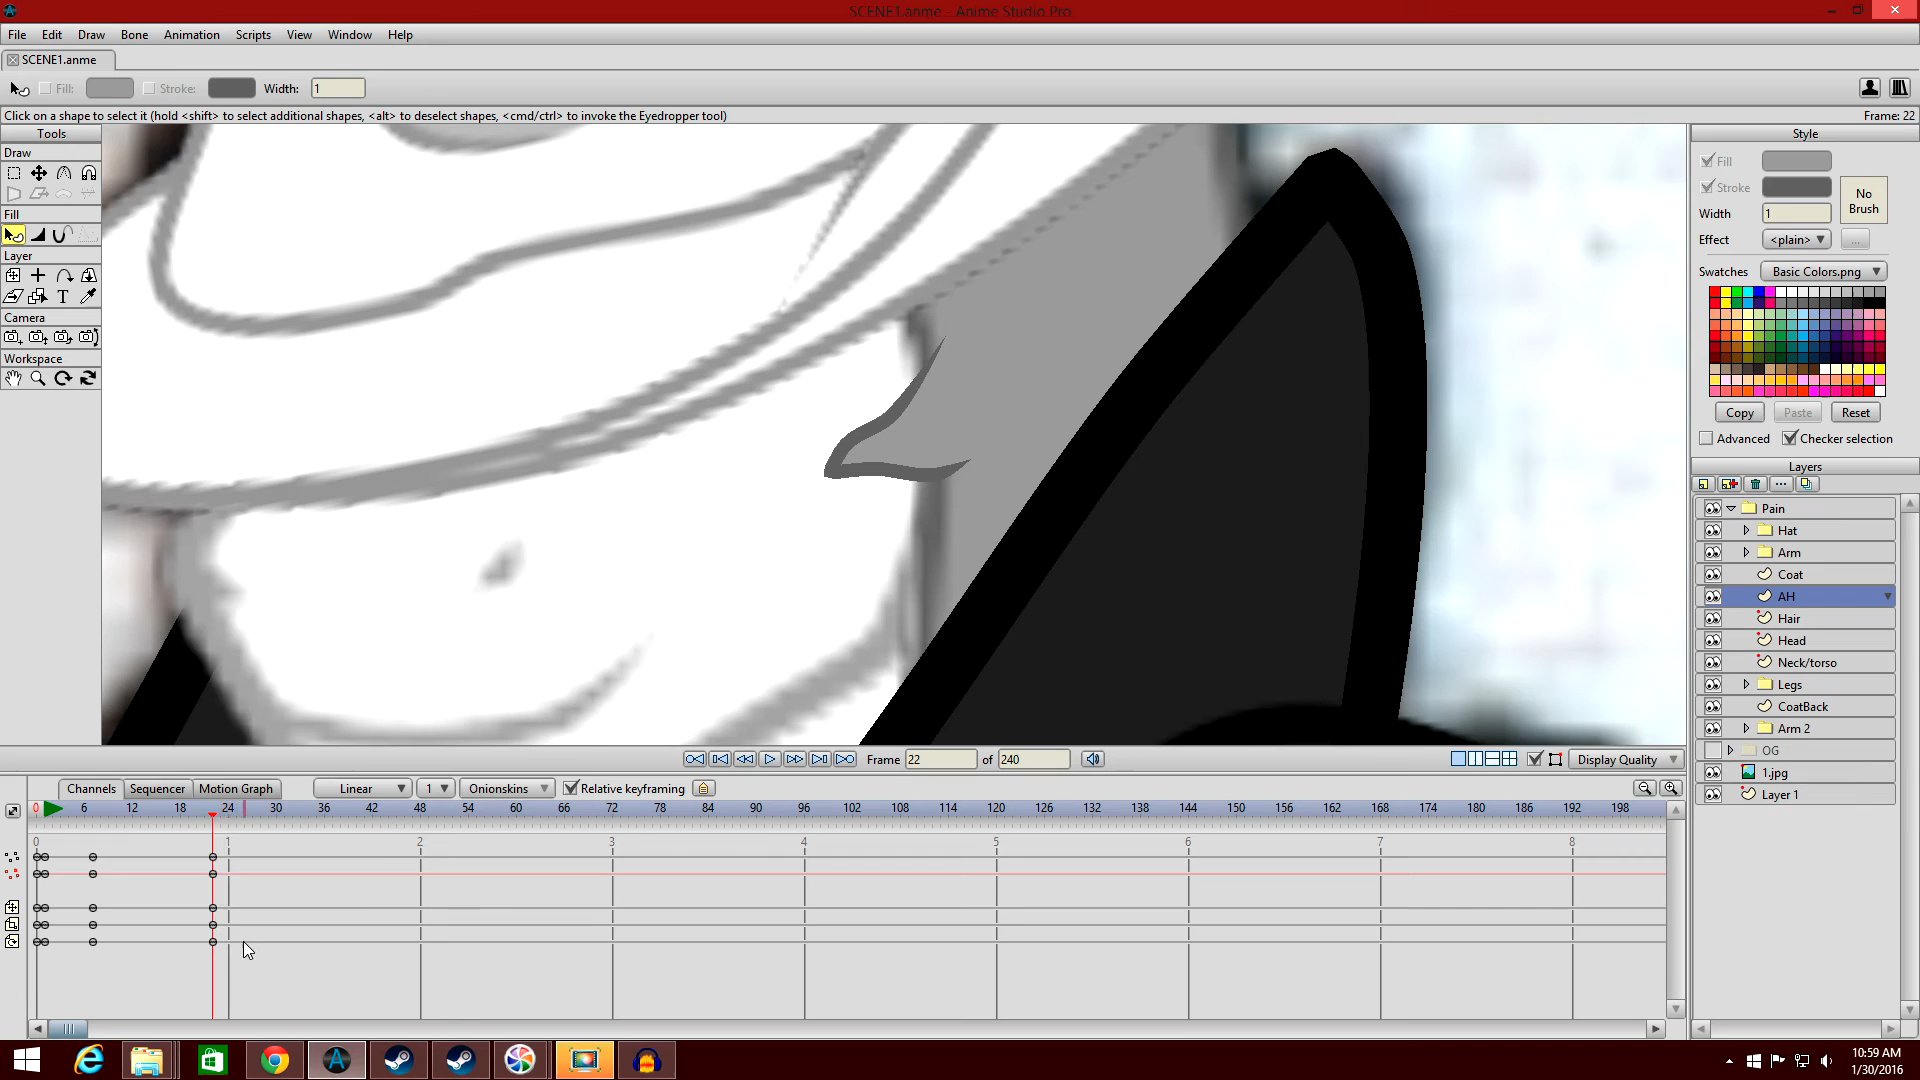 SCENE1.anme - Anime Studio Pro
File Edit Draw Bone Animation Scripts View Window Help
SCENE1.anme
Fill: Stroke: Width: 1
Click on a shape to select it (hold <shift> to select additional shapes, <alt> to deselect shapes, <cmd/ctrl> to invoke the Eyedropper tool) Frame: 22
Tools
Draw
Fill
Layer
T
Camera
Workspace
Style
Fill
Stroke
No Brush
Width 1
Effect <plain> ...
Swatches Basic Colors.png
Copy Paste Reset
Advanced Checker selection
Layers
Pain
Hat
Arm
Coat
AH
Hair
Head
Neck/torso
Legs
CoatBack
Arm 2
OG
1.jpg
Layer 1
Frame 22 of 240 Display Quality
Channels Sequencer Motion Graph Linear 1 Onionskins Relative keyframing
0 6 12 18 24 30 36 42 48 54 60 66 72 78 84 90 96 102 108 114 120 126 132 138 144 150 156 162 168 174 180 186 192 198
0 1 2 3 4 5 6 7 8
10:59 AM
1/30/2016